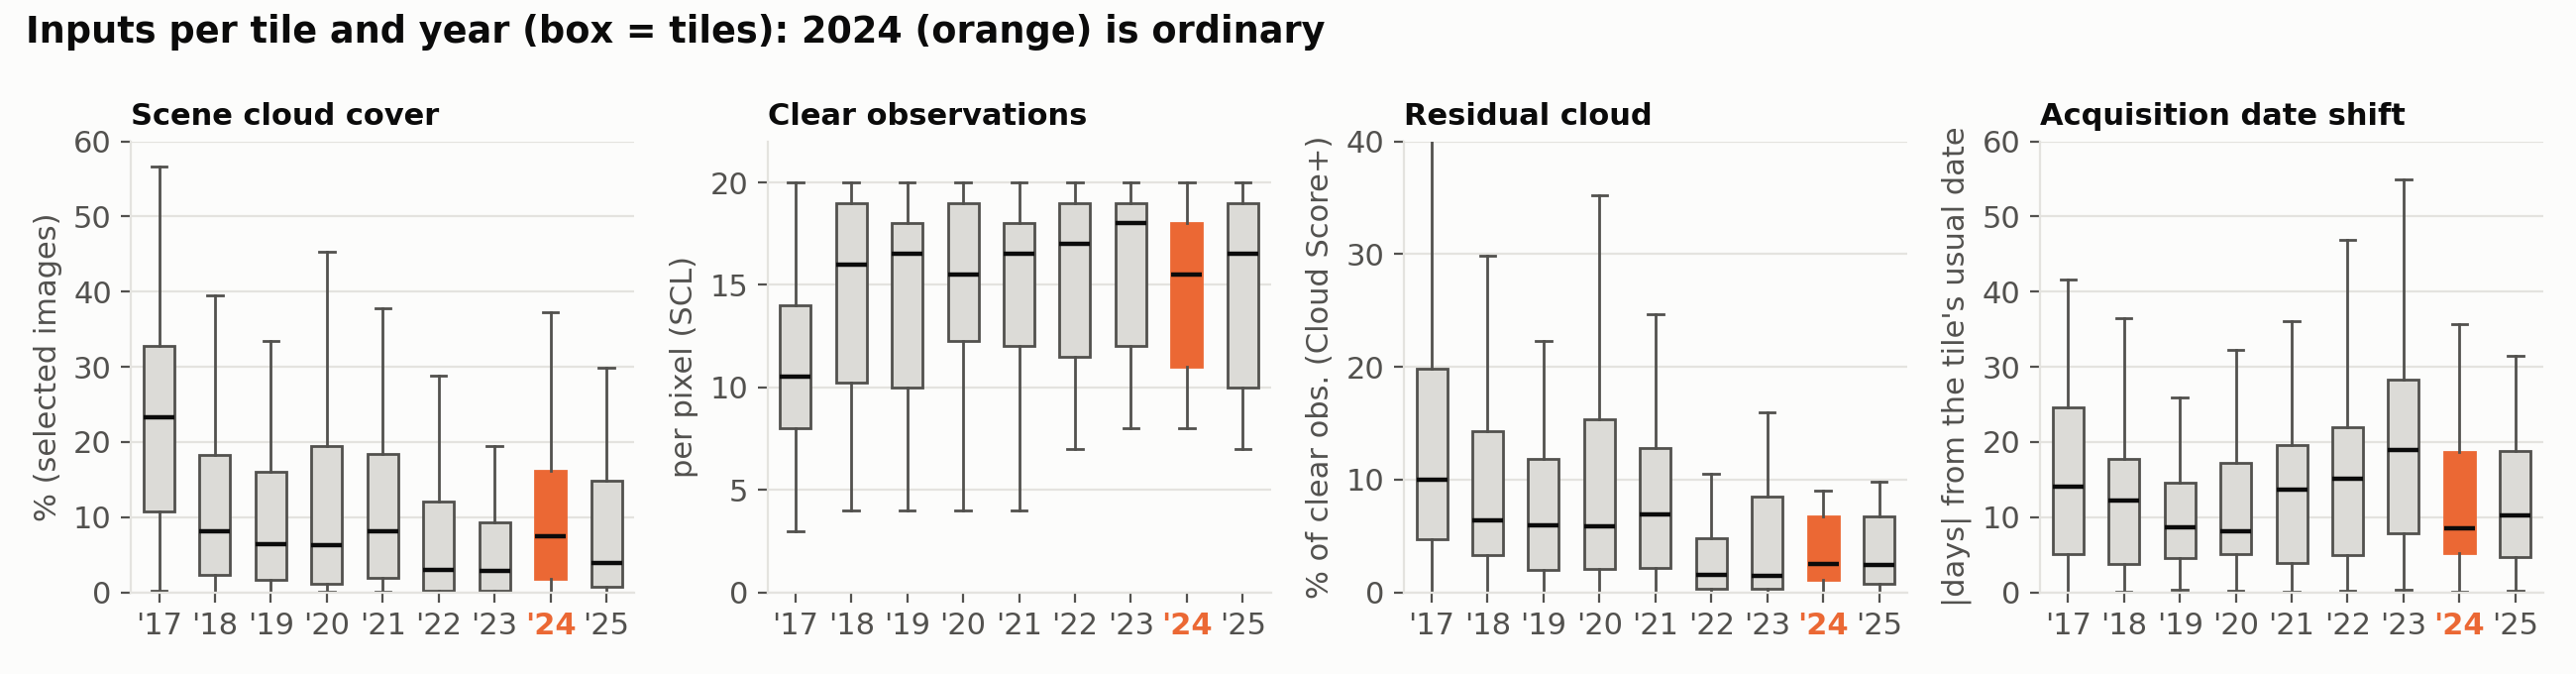 Inputs per tile and year (box = tiles): 2024 (orange) is ordinary
Scene cloud cover
% (selected images)
60
50
40
30
20
10
0
'17 '18 '19 '20 '21 '22 '23 '24 '25
Clear observations
per pixel (SCL)
20
15
10
5
0
'17 '18 '19 '20 '21 '22 '23 '24 '25
Residual cloud
% of clear obs. (Cloud Score+)
40
30
20
10
0
'17 '18 '19 '20 '21 '22 '23 '24 '25
Acquisition date shift
|days| from the tile's usual date
60
50
40
30
20
10
0
'17 '18 '19 '20 '21 '22 '23 '24 '25